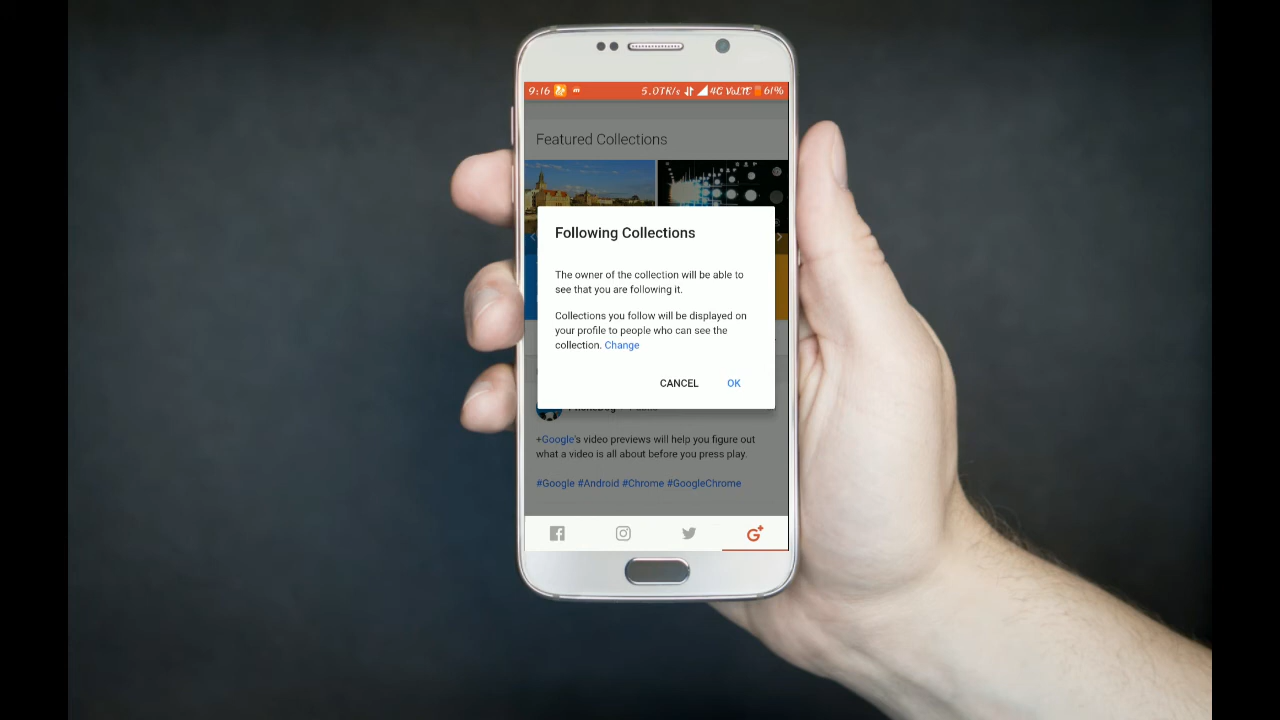 9:16 5.07K/s 4G VoLTE 61%
Featured Collections
Following Collections
The owner of the collection will be able to
see that you are following it.
Collections you follow will be displayed on
your profile to people who can see the
collection. Change
CANCEL OK
+Google's video previews will help you figure out
what a video is all about before you press play.
#Google #Android #Chrome #GoogleChrome